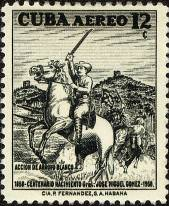 CUBA AEREO 12
¢
ACCION DE ARROYO BLANCO
1858-CENTENARIO NACIMIENTO Gral. JOSE MIGUEL GOMEZ-1958
CIA. P. FERNANDEZ, S. A. HABANA